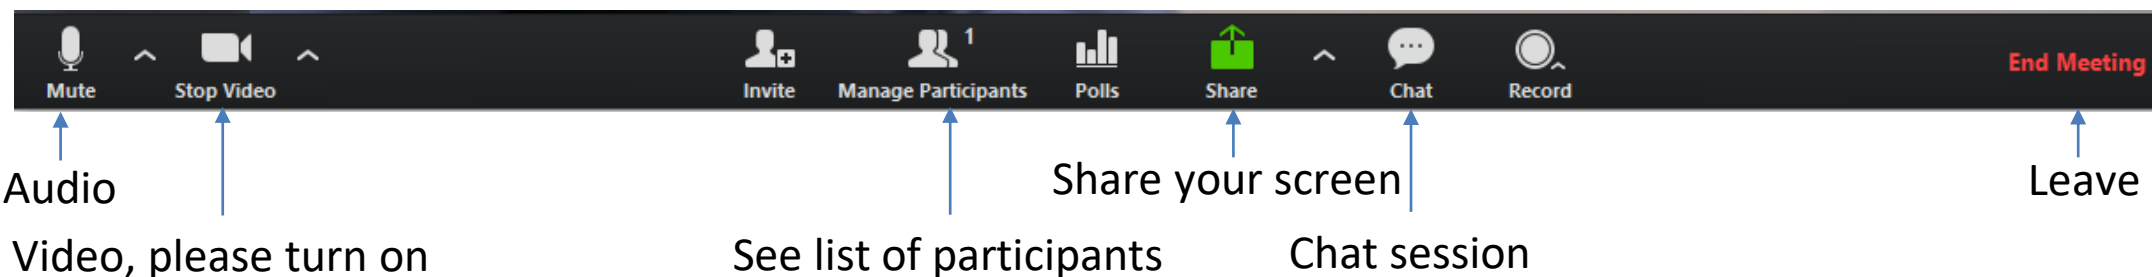 1
Mute Stop Video Invite Manage Participants Polls Share Chat Record End Meeting
Audio Share your screen Leave
Video, please turn on See list of participants Chat session